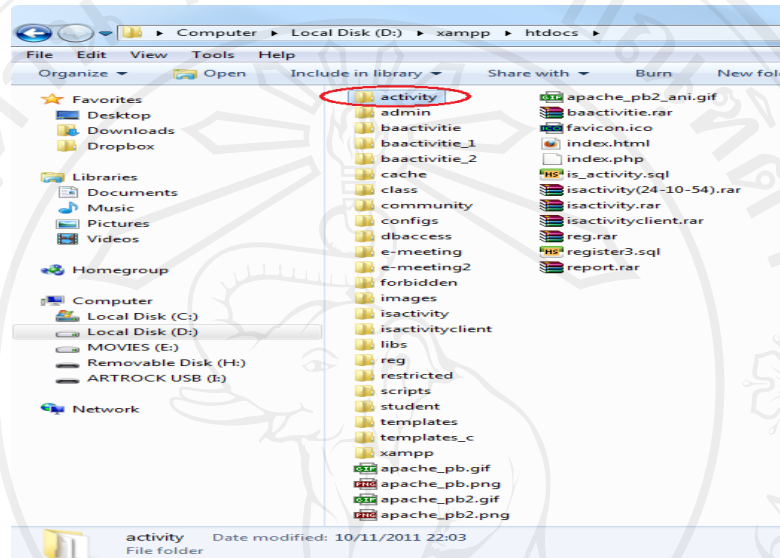 Computer ▸ Local Disk (D:) ▸ xampp ▸ htdocs ▸
File Edit View Tools Help
Organize Open Include in library Share with Burn New fol
Favorites
Desktop
Downloads
Dropbox
Libraries
Documents
Music
Pictures
Videos
Homegroup
Computer
Local Disk (C:)
Local Disk (D:)
MOVIES (E:)
Removable Disk (H:)
ARTROCK USB (I:)
Network
activity
admin
baactivitie
baactivitie_1
baactivitie_2
cache
class
community
configs
dbaccess
e-meeting
e-meeting2
forbidden
images
isactivity
isactivityclient
libs
reg
restricted
scripts
student
templates
templates_c
xampp
apache_pb.gif
apache_pb.png
apache_pb2.gif
apache_pb2.png
apache_pb2_ani.gif
baactivitie.rar
favicon.ico
index.html
index.php
is_activity.sql
isactivity(24-10-54).rar
isactivity.rar
isactivityclient.rar
reg.rar
register3.sql
report.rar
activity Date modified: 10/11/2011 22:03
File folder